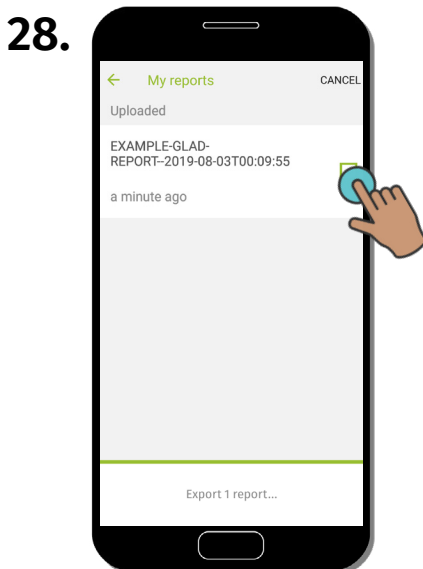 28.
My reports CANCEL
Uploaded
EXAMPLE-GLAD-
REPORT--2019-08-03T00:09:55
a minute ago
Export 1 report...